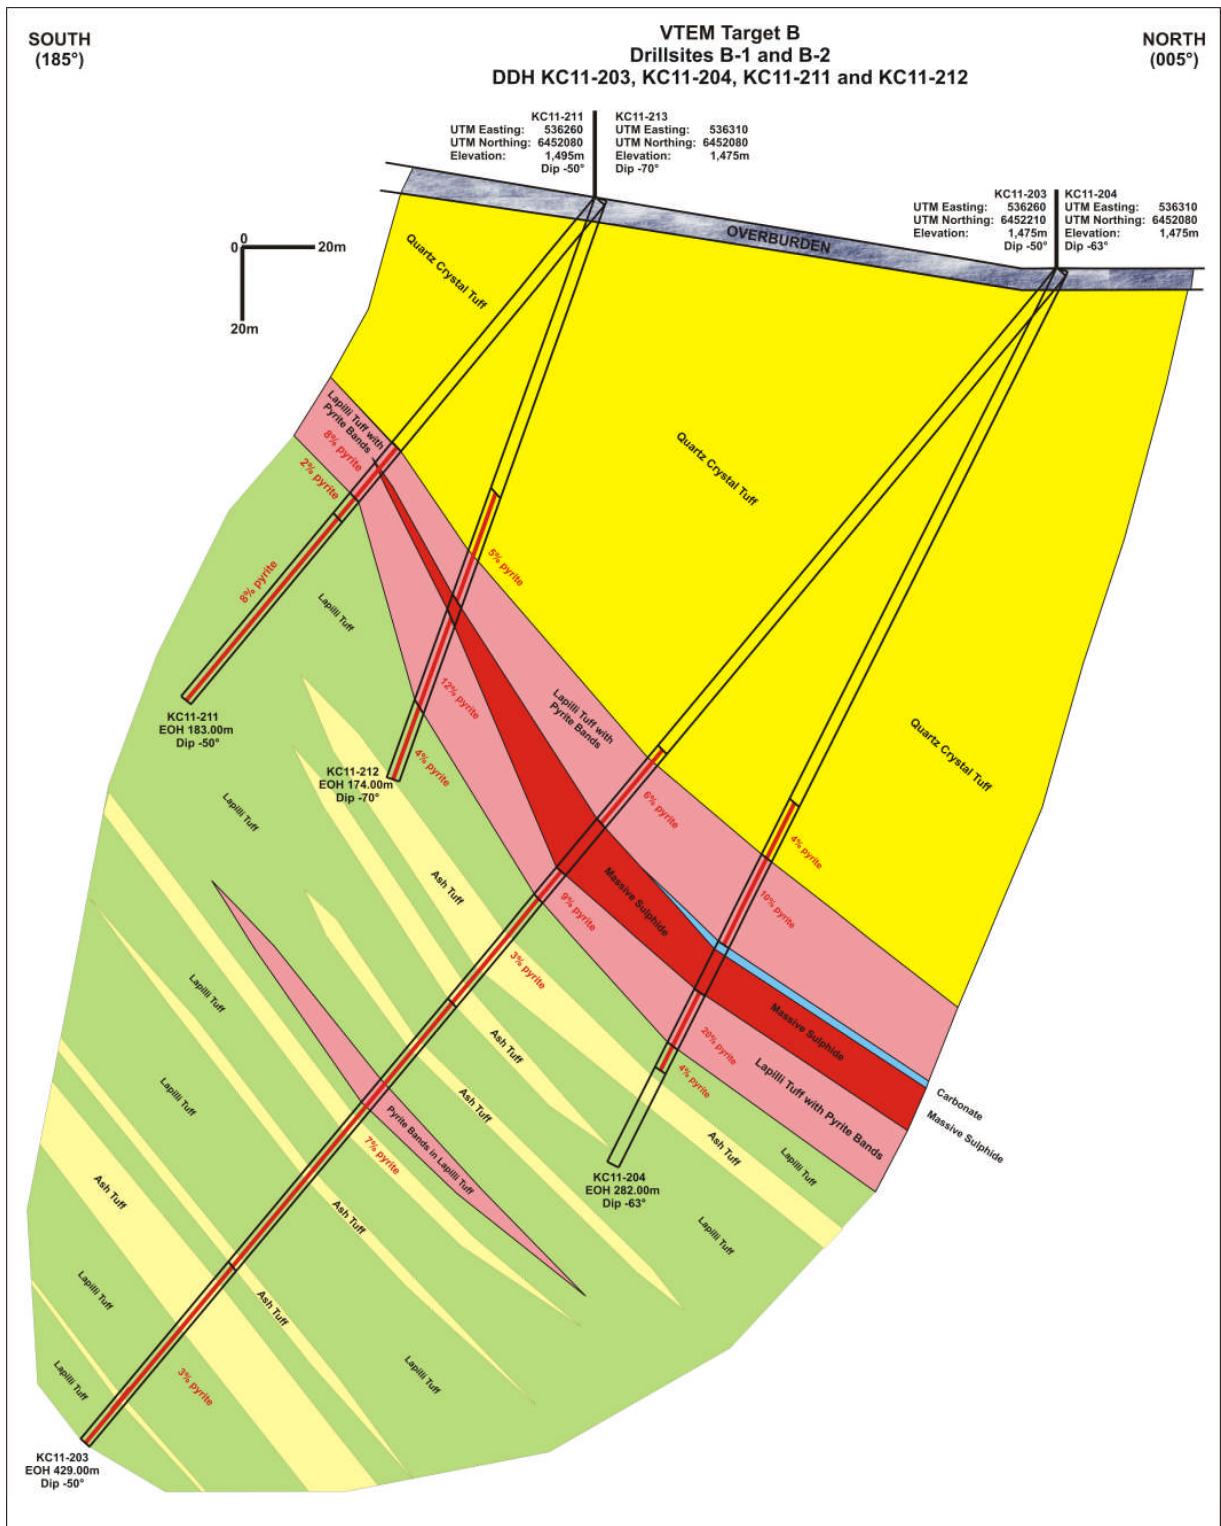 SOUTH
(185°)
VTEM Target B
Drillsites B-1 and B-2
DDH KC11-203, KC11-204, KC11-211 and KC11-212
NORTH
(005°)
KC11-211
UTM Easting: 536260
UTM Northing: 6452080
Elevation: 1,495m
Dip -50°
KC11-213
UTM Easting: 536310
UTM Northing: 6452080
Elevation: 1,475m
Dip -70°
KC11-203
UTM Easting: 536260
UTM Northing: 6452210
Elevation: 1,475m
Dip -50°
KC11-204
UTM Easting: 536310
UTM Northing: 6452080
Elevation: 1,475m
Dip -63°
OVERBURDEN
0
0
20m
20m
Quartz Crystal Tuff
Quartz Crystal Tuff
Quartz Crystal Tuff
Lapilli Tuff with
Pyrite Bands
8% pyrite
2% pyrite
8% pyrite
5% pyrite
Lapilli Tuff
12% pyrite
Lapilli Tuff with
Pyrite Bands
KC11-211
EOH 183.00m
Dip -50°
4% pyrite
KC11-212
EOH 174.00m
Dip -70°
6% pyrite
4% pyrite
Lapilli Tuff
Ash Tuff
Massive Sulphide
9% pyrite
10% pyrite
3% pyrite
Lapilli Tuff
Massive Sulphide
20% pyrite
Ash Tuff
4% pyrite
Lapilli Tuff with Pyrite Bands
Carbonate
Massive Sulphide
Lapilli Tuff
Ash Tuff
Pyrite Bands in Lapilli Tuff
7% pyrite
Ash Tuff
Lapilli Tuff
KC11-204
EOH 282.00m
Dip -63°
Ash Tuff
Ash Tuff
Lapilli Tuff
Lapilli Tuff
Ash Tuff
Lapilli Tuff
Lapilli Tuff
3% pyrite
KC11-203
EOH 429.00m
Dip -50°